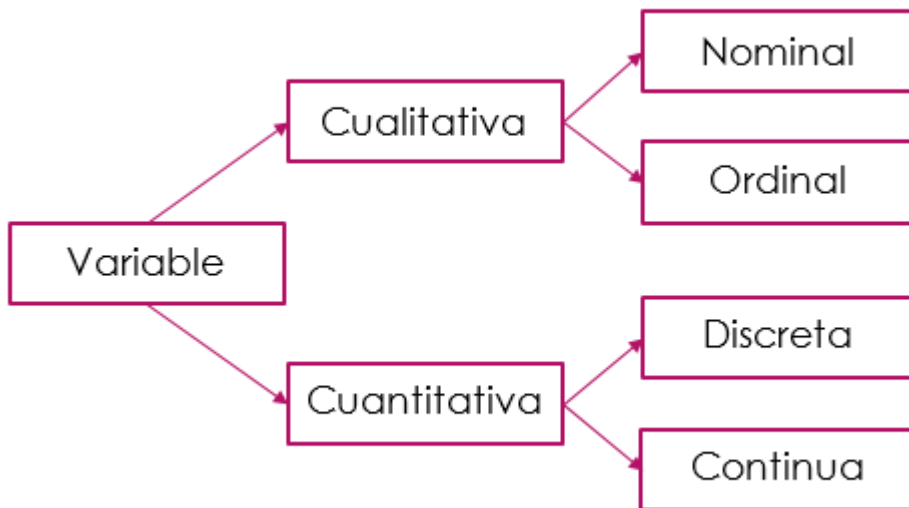 Nominal
Cualitativa
Ordinal
Variable
Discreta
Cuantitativa
Continua